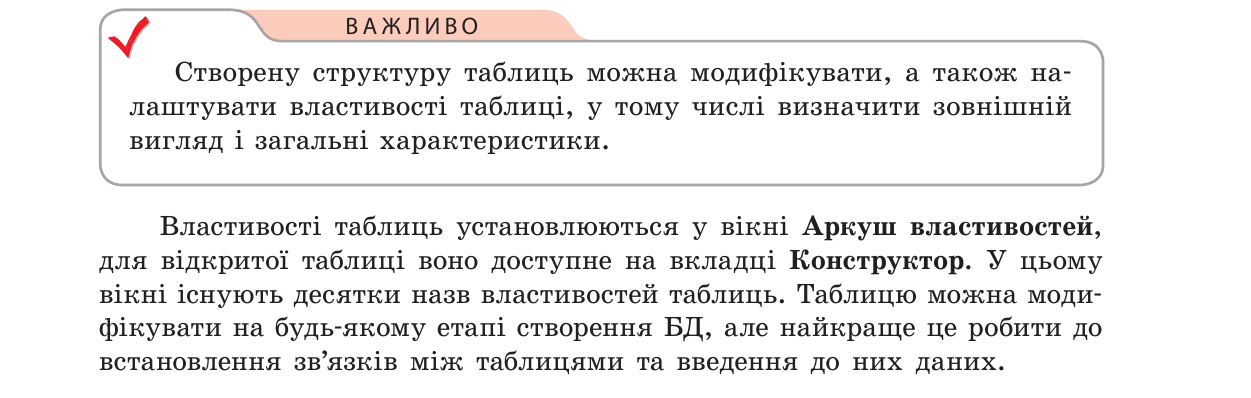 ВАЖЛИВО
Створену структуру таблиць можна модифікувати, а також на-
лаштувати властивості таблиці, у тому числі визначити зовнішній
вигляд і загальні характеристики.
Властивості таблиць установлюються у вікні Аркуш властивостей,
для відкритої таблиці воно доступне на вкладці Конструктор. У цьому
вікні існують десятки назв властивостей таблиць. Таблицю можна моди-
фікувати на будь-якому етапі створення БД, але найкраще це робити до
встановлення зв’язків між таблицями та введення до них даних.